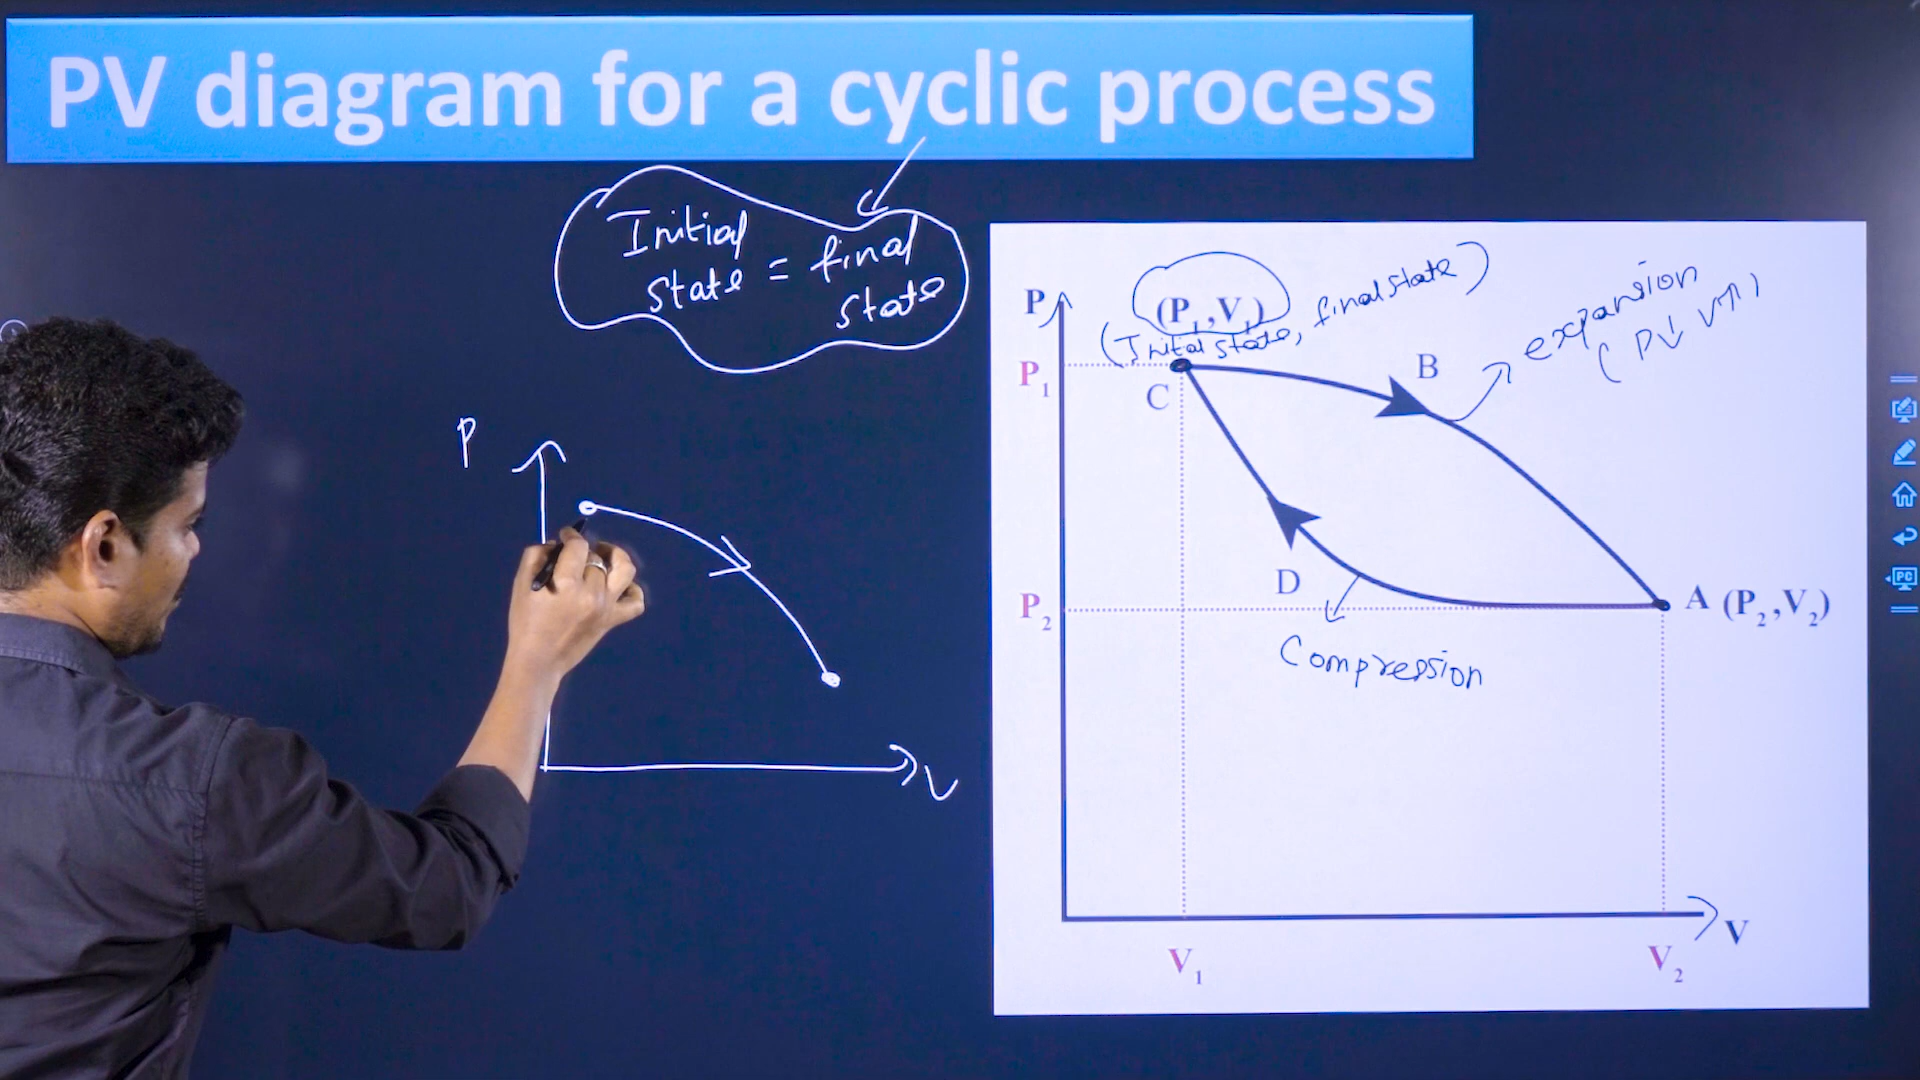 PV diagram for a cyclic process
Initial
state = final
state
P
V
P
(P1,V1)
(Initial state, final state)
expansion
(P↓ V↑)
P1
B
C
D
P2
A (P2,V2)
Compression
V
V1
V2
PC